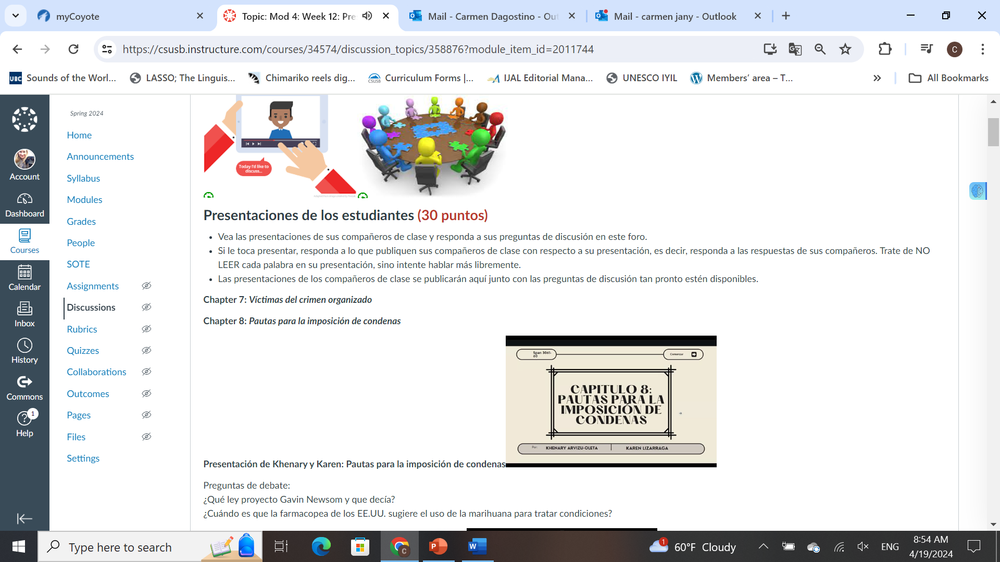 myCoyote
Topic: Mod 4: Week 12: Pre
Mail - Carmen Dagostino - Out
Mail - carmen jany - Outlook
https://csusb.instructure.com/courses/34574/discussion_topics/358876?module_item_id=2011744
C
UBC Sounds of the Worl...
LASSO; The Linguis...
Chimariko reels dig...
CSUSB Curriculum Forms |...
IJAL Editorial Mana...
UNESCO IYIL
Members' area – T...
All Bookmarks
Account
Dashboard
Courses
Calendar
Inbox
History
Commons
1
Help
Spring 2024
Home
Announcements
Syllabus
Modules
Grades
People
SOTE
Assignments
Discussions
Rubrics
Quizzes
Collaborations
Outcomes
Pages
Files
Settings
Today I'd like to
discuss...
Presentaciones de los estudiantes (30 puntos)
Vea las presentaciones de sus compañeros de clase y responda a sus preguntas de discusión en este foro.
Si le toca presentar, responda a lo que publiquen sus compañeros de clase con respecto a su presentación, es decir, responda a las respuestas de sus compañeros. Trate de NO
LEER cada palabra en su presentación, sino intente hablar más libremente.
Las presentaciones de los compañeros de clase se publicarán aquí junto con las preguntas de discusión tan pronto estén disponibles.
Chapter 7: Víctimas del crimen organizado
Chapter 8: Pautas para la imposición de condenas
Span 3061-
60
Comenzar
CAPITULO 8:
PAUTAS PARA LA
IMPOSICIÓN DE
CONDENAS
Por: KHENARY ARVIZU-OLETA KAREN LIZARRAGA
Presentación de Khenary y Karen: Pautas para la imposición de condenas
Preguntas de debate:
¿Qué ley proyecto Gavin Newsom y que decía?
¿Cuándo es que la farmacopea de los EE.UU. sugiere el uso de la marihuana para tratar condiciones?
Type here to search
C
P
W
1
60°F Cloudy
ENG
8:54 AM
4/19/2024